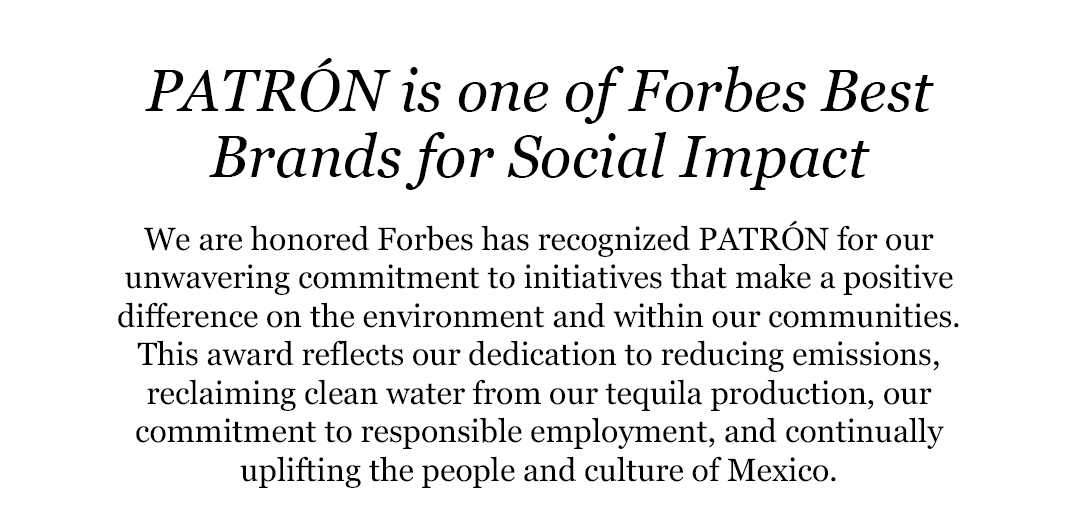 PATRÓN is one of Forbes Best
Brands for Social Impact
We are honored Forbes has recognized PATRÓN for our
unwavering commitment to initiatives that make a positive
difference on the environment and within our communities.
This award reflects our dedication to reducing emissions,
reclaiming clean water from our tequila production, our
commitment to responsible employment, and continually
uplifting the people and culture of Mexico.